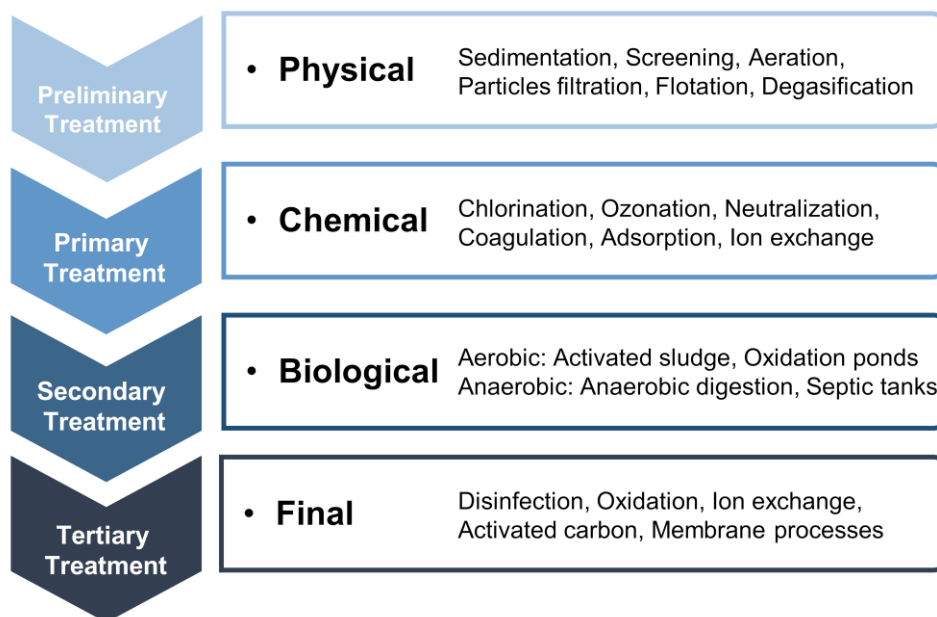 Preliminary
Treatment
• Physical
Sedimentation, Screening, Aeration,
Particles filtration, Flotation, Degasification
Primary
Treatment
• Chemical
Chlorination, Ozonation, Neutralization,
Coagulation, Adsorption, Ion exchange
Secondary
Treatment
• Biological
Aerobic: Activated sludge, Oxidation ponds
Anaerobic: Anaerobic digestion, Septic tanks
Tertiary
Treatment
• Final
Disinfection, Oxidation, Ion exchange,
Activated carbon, Membrane processes